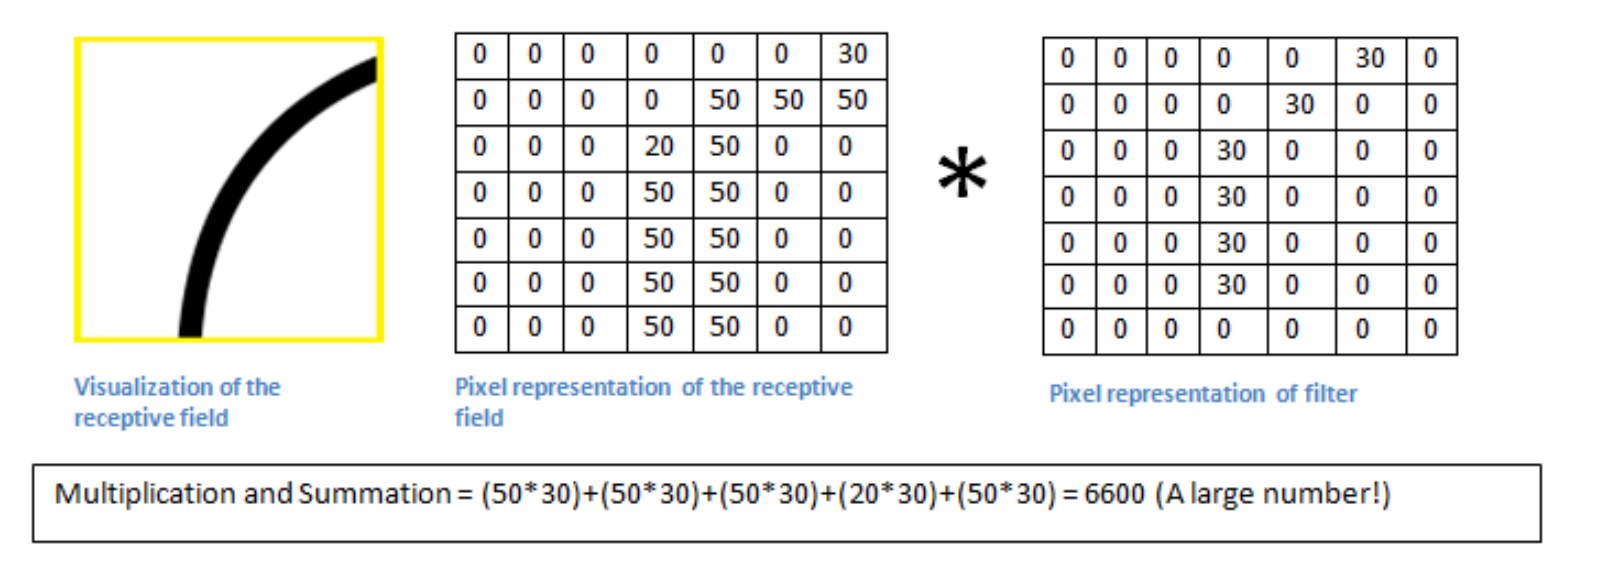 0 0 0 0 0 0 30
0 0 0 0 50 50 50
0 0 0 20 50 0 0
0 0 0 50 50 0 0
0 0 0 50 50 0 0
0 0 0 50 50 0 0
0 0 0 50 50 0 0
*
0 0 0 0 0 30 0
0 0 0 0 30 0 0
0 0 0 30 0 0 0
0 0 0 30 0 0 0
0 0 0 30 0 0 0
0 0 0 30 0 0 0
0 0 0 0 0 0 0
Visualization of the
receptive field
Pixel representation of the receptive
field
Pixel representation of filter
Multiplication and Summation = (50*30)+(50*30)+(50*30)+(20*30)+(50*30) = 6600 (A large number!)